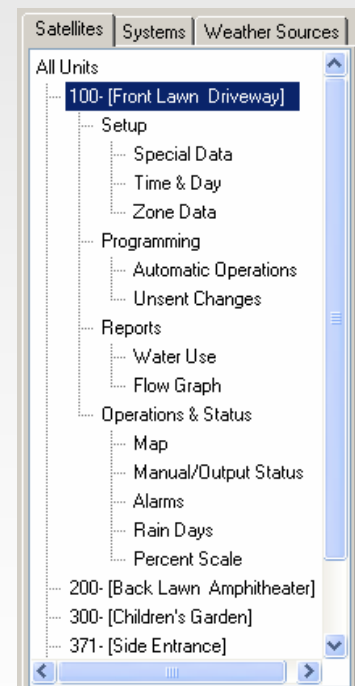 Satellites Systems Weather Sources
All Units
100- [Front Lawn  Driveway]
Setup
Special Data
Time & Day
Zone Data
Programming
Automatic Operations
Unsent Changes
Reports
Water Use
Flow Graph
Operations & Status
Map
Manual/Output Status
Alarms
Rain Days
Percent Scale
200- [Back Lawn  Amphitheater]
300- [Children's Garden]
371- [Side Entrance]